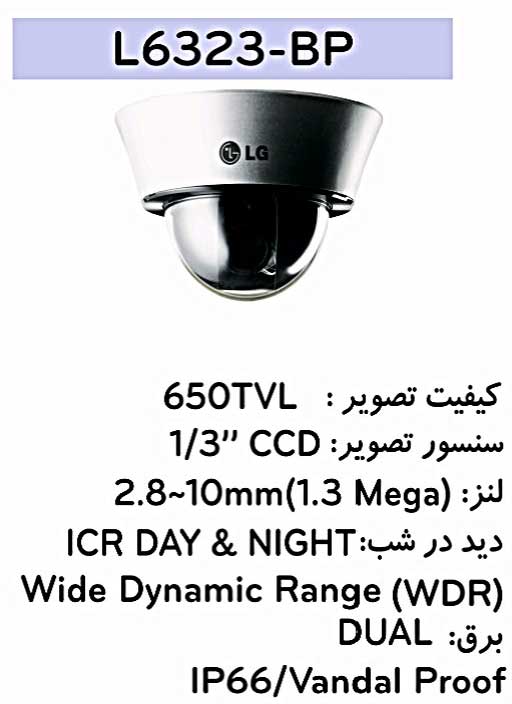 L6323-BP
LG
کیفیت تصویر : 650TVL
سنسور تصویر: 1/3’’ CCD
لنز: 2.8~10mm(1.3 Mega)
دید در شب:ICR DAY & NIGHT
Wide Dynamic Range (WDR)
برق: DUAL
IP66/Vandal Proof